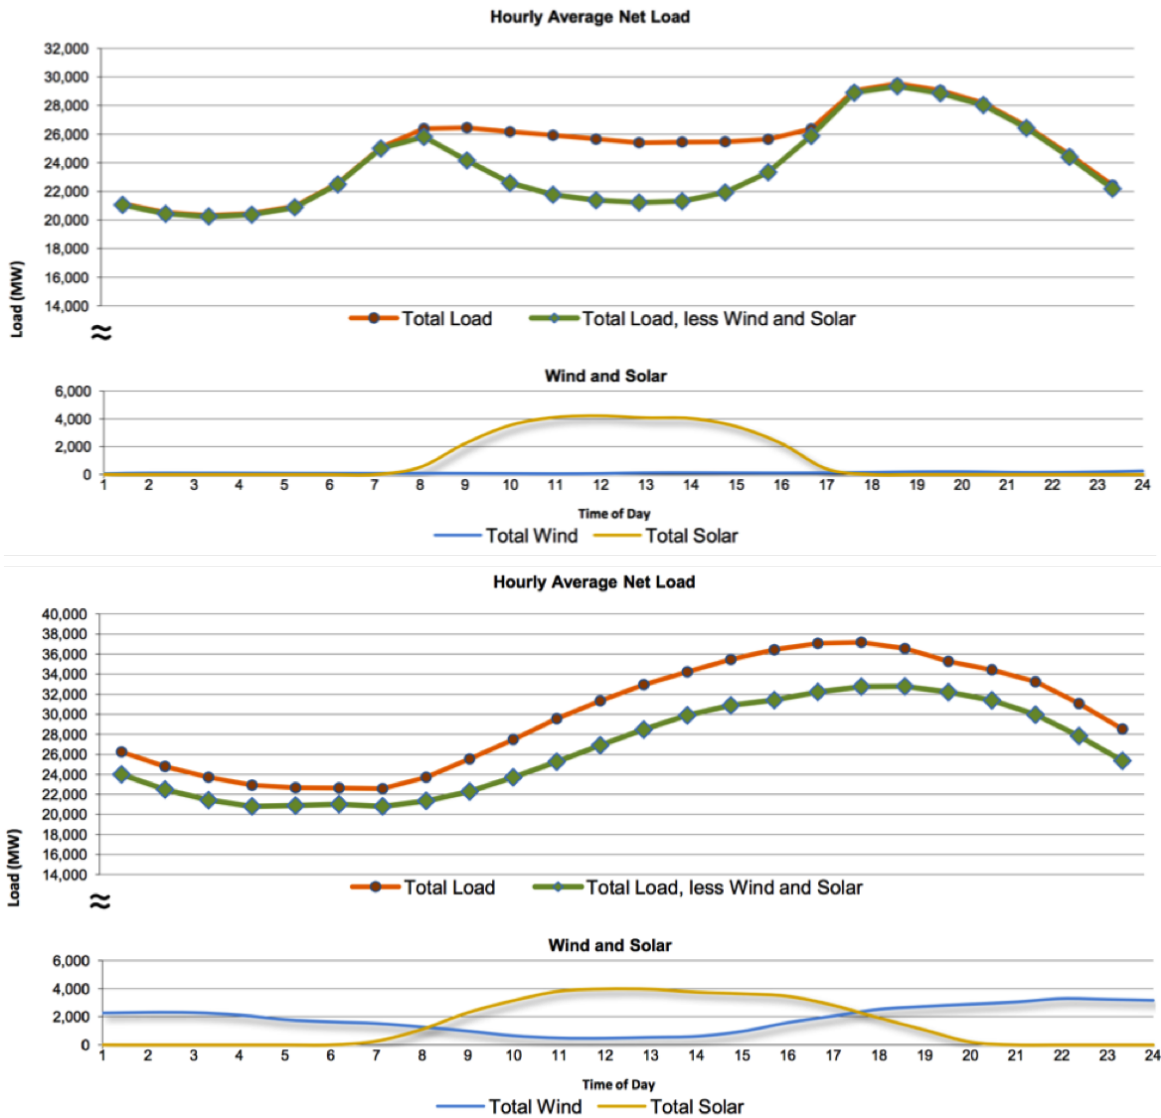 Hourly Average Net Load
32,000
30,000
28,000
26,000
24,000
22,000
20,000
18,000
16,000
14,000
Load (MW)
≈
Total Load Total Load, less Wind and Solar
Wind and Solar
6,000
4,000
2,000
0
1 2 3 4 5 6 7 8 9 10 11 12 13 14 15 16 17 18 19 20 21 22 23 24
Time of Day
Total Wind Total Solar
Hourly Average Net Load
40,000
38,000
36,000
34,000
32,000
30,000
28,000
26,000
24,000
22,000
20,000
18,000
16,000
14,000
Load (MW)
≈
Total Load Total Load, less Wind and Solar
Wind and Solar
6,000
4,000
2,000
0
1 2 3 4 5 6 7 8 9 10 11 12 13 14 15 16 17 18 19 20 21 22 23 24
Time of Day
Total Wind Total Solar